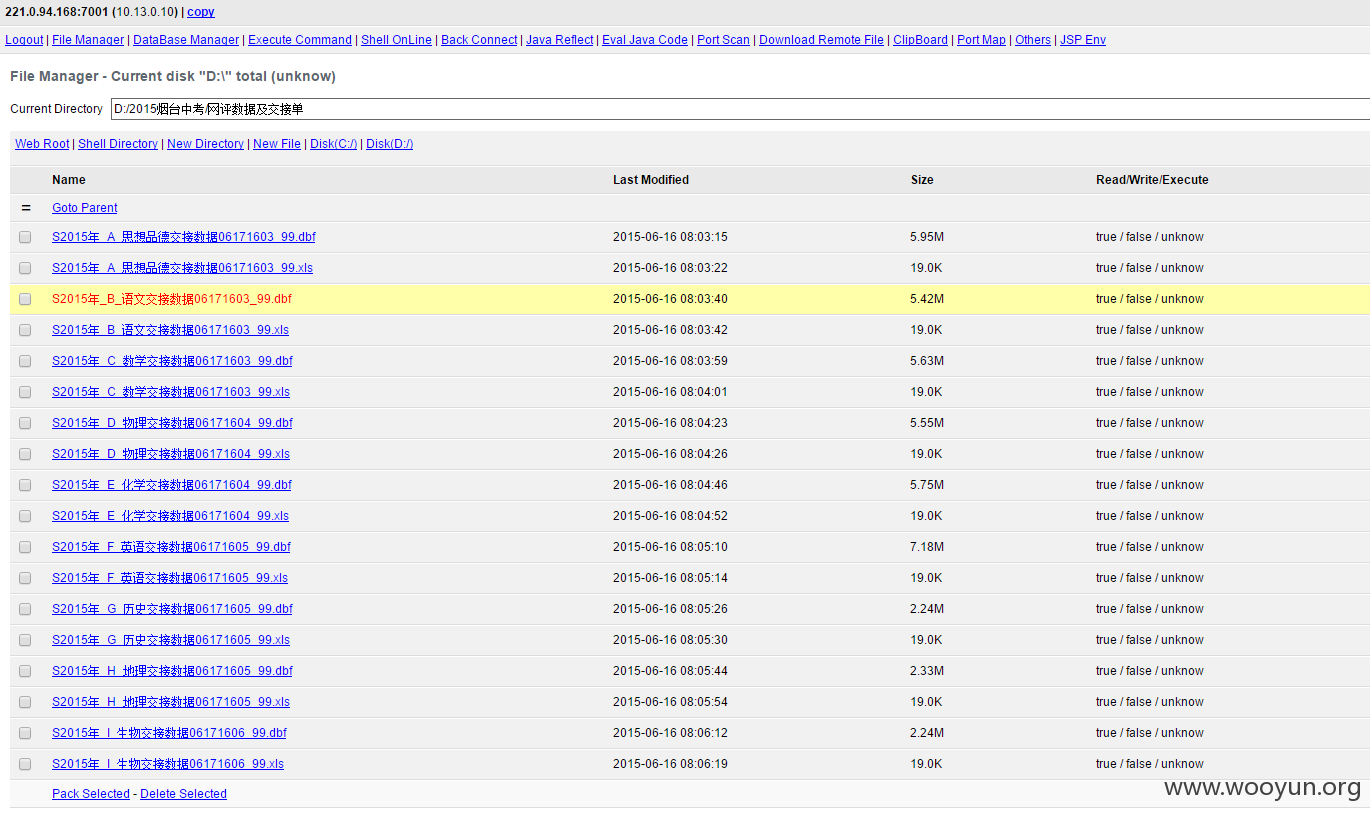 221.0.94.168:7001 (10.13.0.10) | copy
Logout | File Manager | DataBase Manager | Execute Command | Shell OnLine | Back Connect | Java Reflect | Eval Java Code | Port Scan | Download Remote File | ClipBoard | Port Map | Others | JSP Env
File Manager - Current disk "D:\" total (unknow)
Current Directory D:/2015烟台中考/网评数据及交接单
Web Root | Shell Directory | New Directory | New File | Disk(C:/) | Disk(D:/)
Name Last Modified Size Read/Write/Execute
= Goto Parent
S2015年_A_思想品德交接数据06171603_99.dbf 2015-06-16 08:03:15 5.95M true / false / unknow
S2015年_A_思想品德交接数据06171603_99.xls 2015-06-16 08:03:22 19.0K true / false / unknow
S2015年_B_语文交接数据06171603_99.dbf 2015-06-16 08:03:40 5.42M true / false / unknow
S2015年_B_语文交接数据06171603_99.xls 2015-06-16 08:03:42 19.0K true / false / unknow
S2015年_C_数学交接数据06171603_99.dbf 2015-06-16 08:03:59 5.63M true / false / unknow
S2015年_C_数学交接数据06171603_99.xls 2015-06-16 08:04:01 19.0K true / false / unknow
S2015年_D_物理交接数据06171604_99.dbf 2015-06-16 08:04:23 5.55M true / false / unknow
S2015年_D_物理交接数据06171604_99.xls 2015-06-16 08:04:26 19.0K true / false / unknow
S2015年_E_化学交接数据06171604_99.dbf 2015-06-16 08:04:46 5.75M true / false / unknow
S2015年_E_化学交接数据06171604_99.xls 2015-06-16 08:04:52 19.0K true / false / unknow
S2015年_F_英语交接数据06171605_99.dbf 2015-06-16 08:05:10 7.18M true / false / unknow
S2015年_F_英语交接数据06171605_99.xls 2015-06-16 08:05:14 19.0K true / false / unknow
S2015年_G_历史交接数据06171605_99.dbf 2015-06-16 08:05:26 2.24M true / false / unknow
S2015年_G_历史交接数据06171605_99.xls 2015-06-16 08:05:30 19.0K true / false / unknow
S2015年_H_地理交接数据06171605_99.dbf 2015-06-16 08:05:44 2.33M true / false / unknow
S2015年_H_地理交接数据06171605_99.xls 2015-06-16 08:05:54 19.0K true / false / unknow
S2015年_I_生物交接数据06171606_99.dbf 2015-06-16 08:06:12 2.24M true / false / unknow
S2015年_I_生物交接数据06171606_99.xls 2015-06-16 08:06:19 19.0K true / false / unknow
Pack Selected - Delete Selected
www.wooyun.org